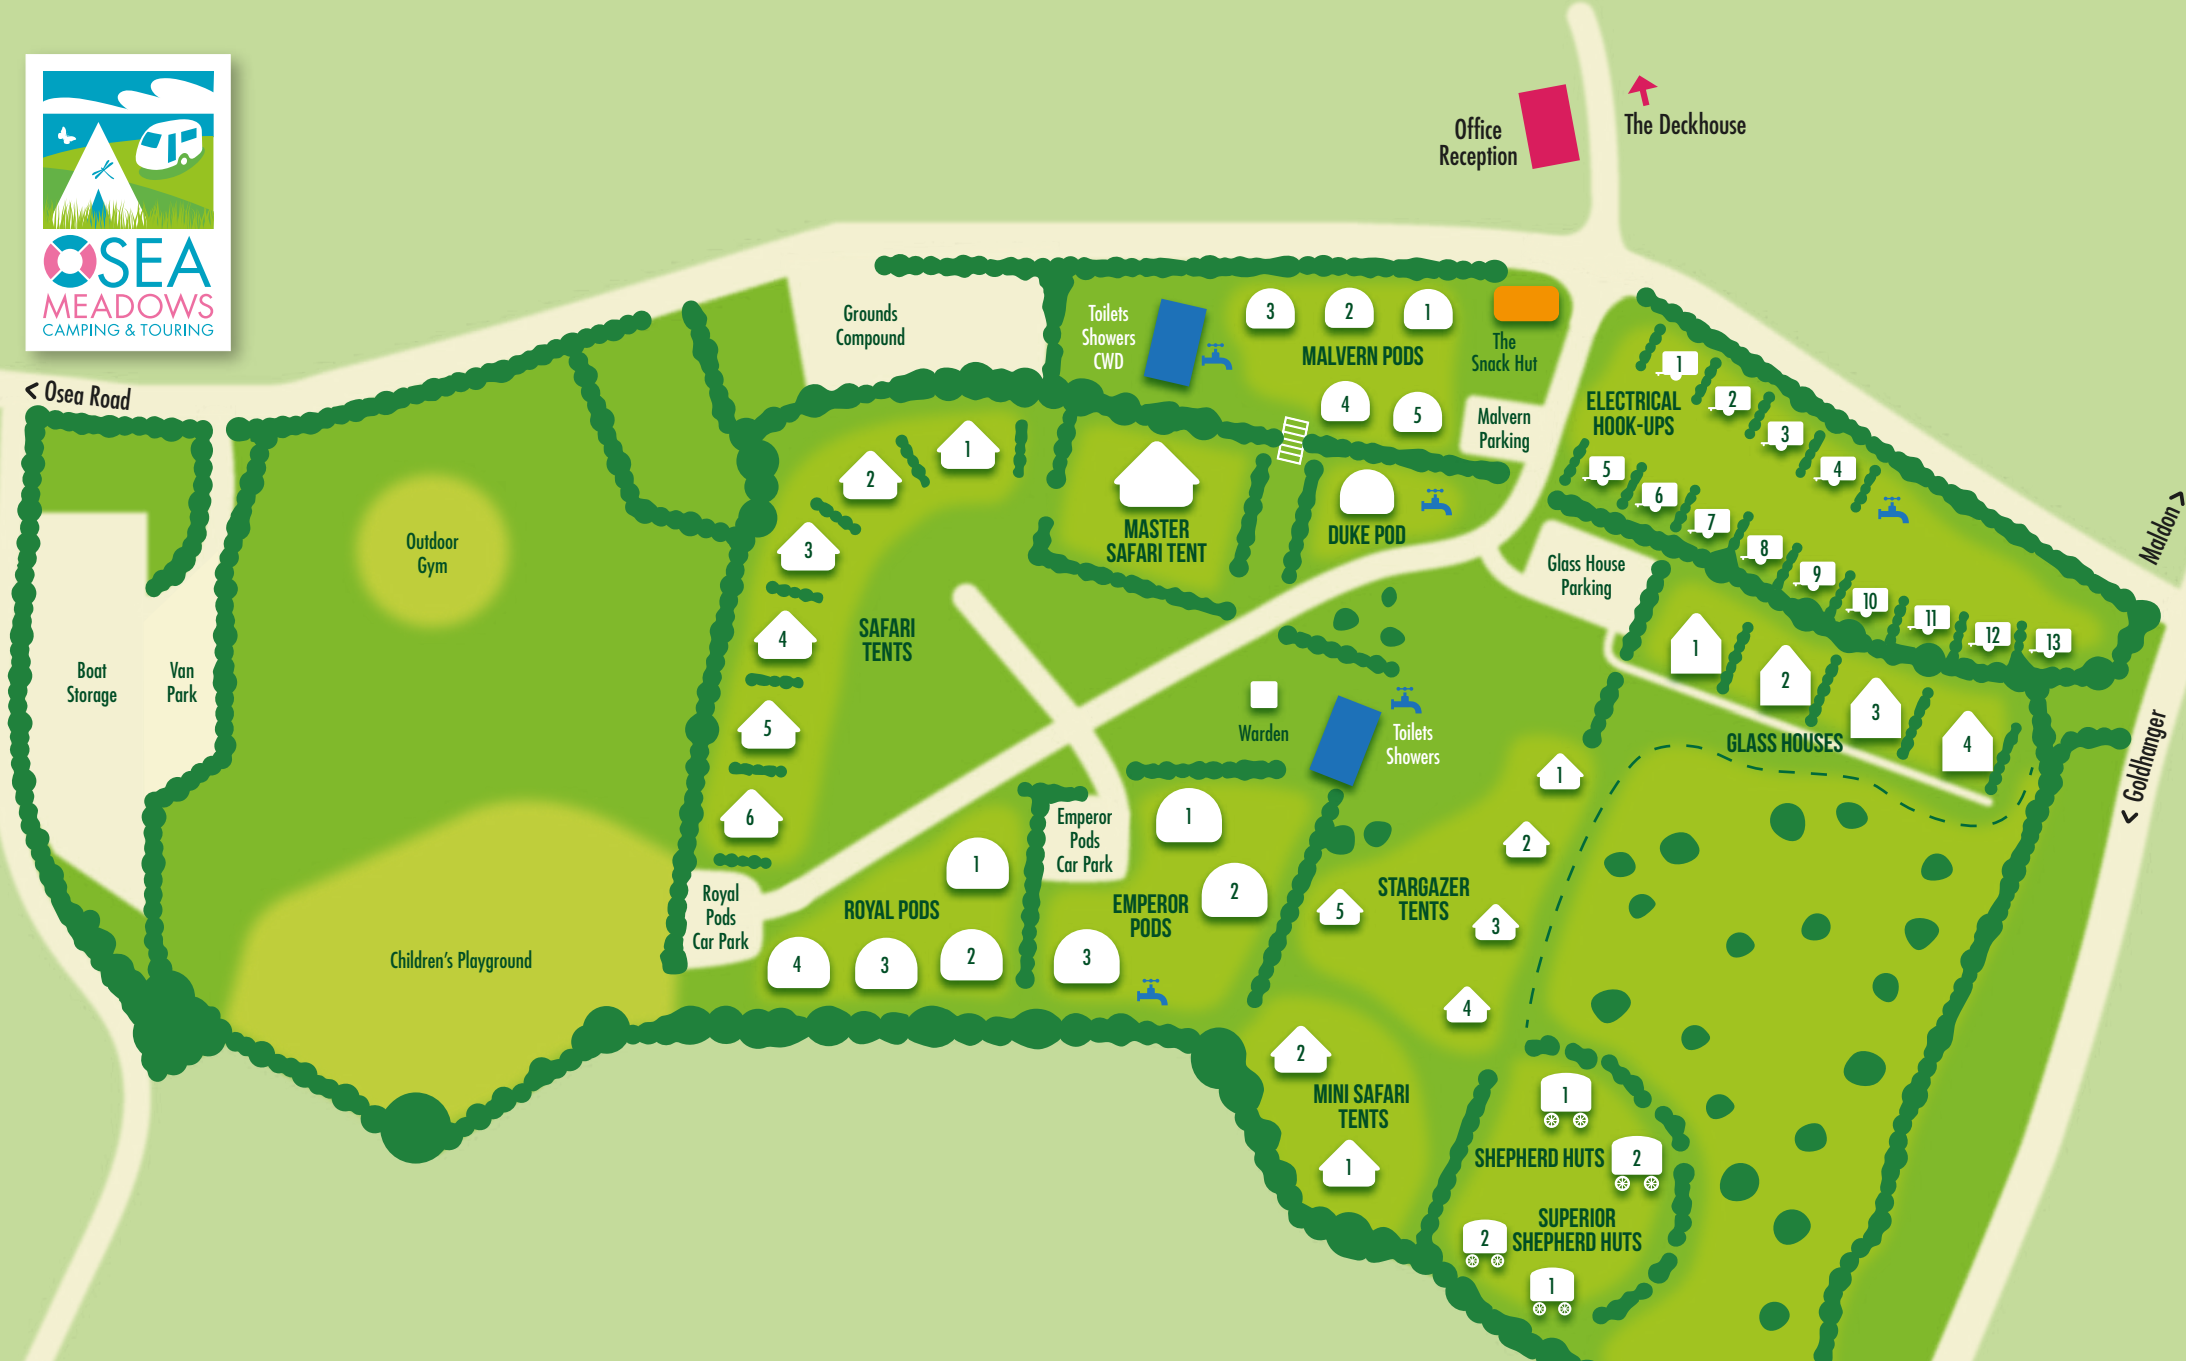 OSEA
MEADOWS
CAMPING & TOURING
< Osea Road
Office
Reception
The Deckhouse
Grounds
Compound
Toilets
Showers
CWD
3
2
1
MALVERN PODS
4
5
The
Snack Hut
Malvern
Parking
ELECTRICAL
HOOK-UPS
1
2
3
4
5
6
7
8
9
10
11
12
13
Maldon >
< Goldhanger
Outdoor
Gym
Boat
Storage
Van
Park
Children's Playground
1
2
3
4
5
6
SAFARI
TENTS
MASTER
SAFARI TENT
DUKE POD
Glass House
Parking
1
2
3
4
GLASS HOUSES
Warden
Toilets
Showers
Royal
Pods
Car Park
ROYAL PODS
1
2
3
4
Emperor
Pods
Car Park
EMPEROR
PODS
1
2
3
STARGAZER
TENTS
1
2
3
4
5
2
MINI SAFARI
TENTS
1
1
SHEPHERD HUTS
2
SUPERIOR
SHEPHERD HUTS
2
1